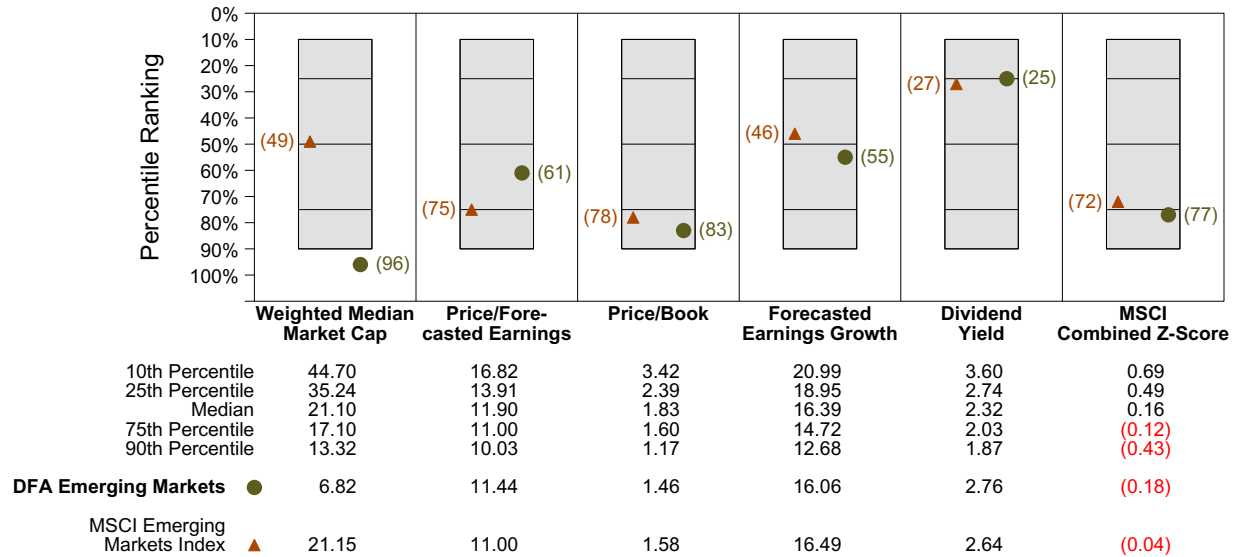 Percentile Ranking
0%
10%
20%
30%
40%
50%
60%
70%
80%
90%
100%
(49)
(96)
(75)
(61)
(78)
(83)
(46)
(55)
(27)
(25)
(72)
(77)
Weighted Median
Market Cap
Price/Fore-
casted Earnings
Price/Book
Forecasted
Earnings Growth
Dividend
Yield
MSCI
Combined Z-Score
10th Percentile 44.70 16.82 3.42 20.99 3.60 0.69
25th Percentile 35.24 13.91 2.39 18.95 2.74 0.49
Median 21.10 11.90 1.83 16.39 2.32 0.16
75th Percentile 17.10 11.00 1.60 14.72 2.03 (0.12)
90th Percentile 13.32 10.03 1.17 12.68 1.87 (0.43)
DFA Emerging Markets 6.82 11.44 1.46 16.06 2.76 (0.18)
MSCI Emerging
Markets Index 21.15 11.00 1.58 16.49 2.64 (0.04)